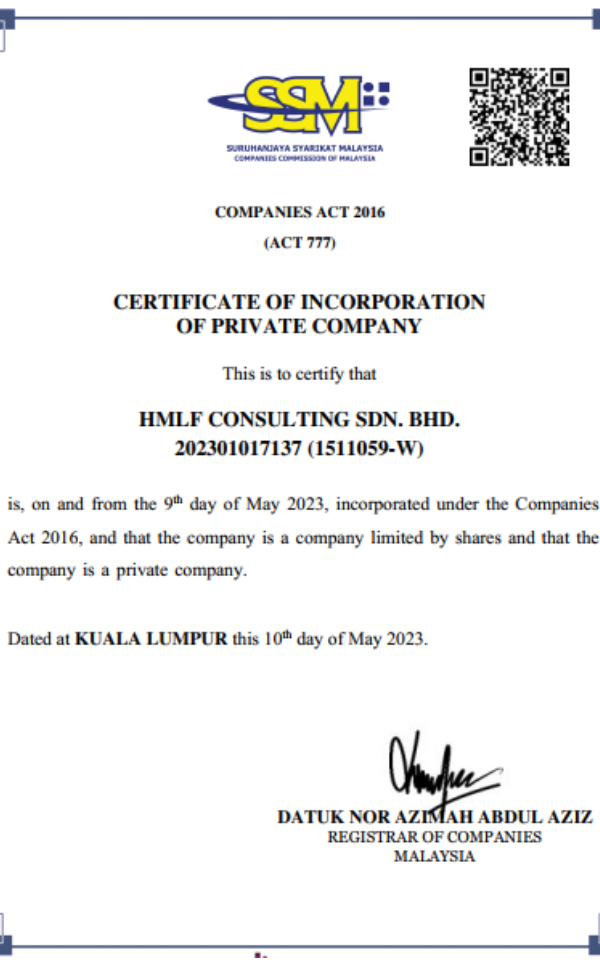 SSM
SURUHANJAYA SYARIKAT MALAYSIA
COMPANIES COMMISSION OF MALAYSIA
COMPANIES ACT 2016
(ACT 777)
CERTIFICATE OF INCORPORATION
OF PRIVATE COMPANY
This is to certify that
HMLF CONSULTING SDN. BHD.
202301017137 (1511059-W)
is, on and from the 9th day of May 2023, incorporated under the Companies
Act 2016, and that the company is a company limited by shares and that the
company is a private company.
Dated at KUALA LUMPUR this 10th day of May 2023.
DATUK NOR AZIMAH ABDUL AZIZ
REGISTRAR OF COMPANIES
MALAYSIA